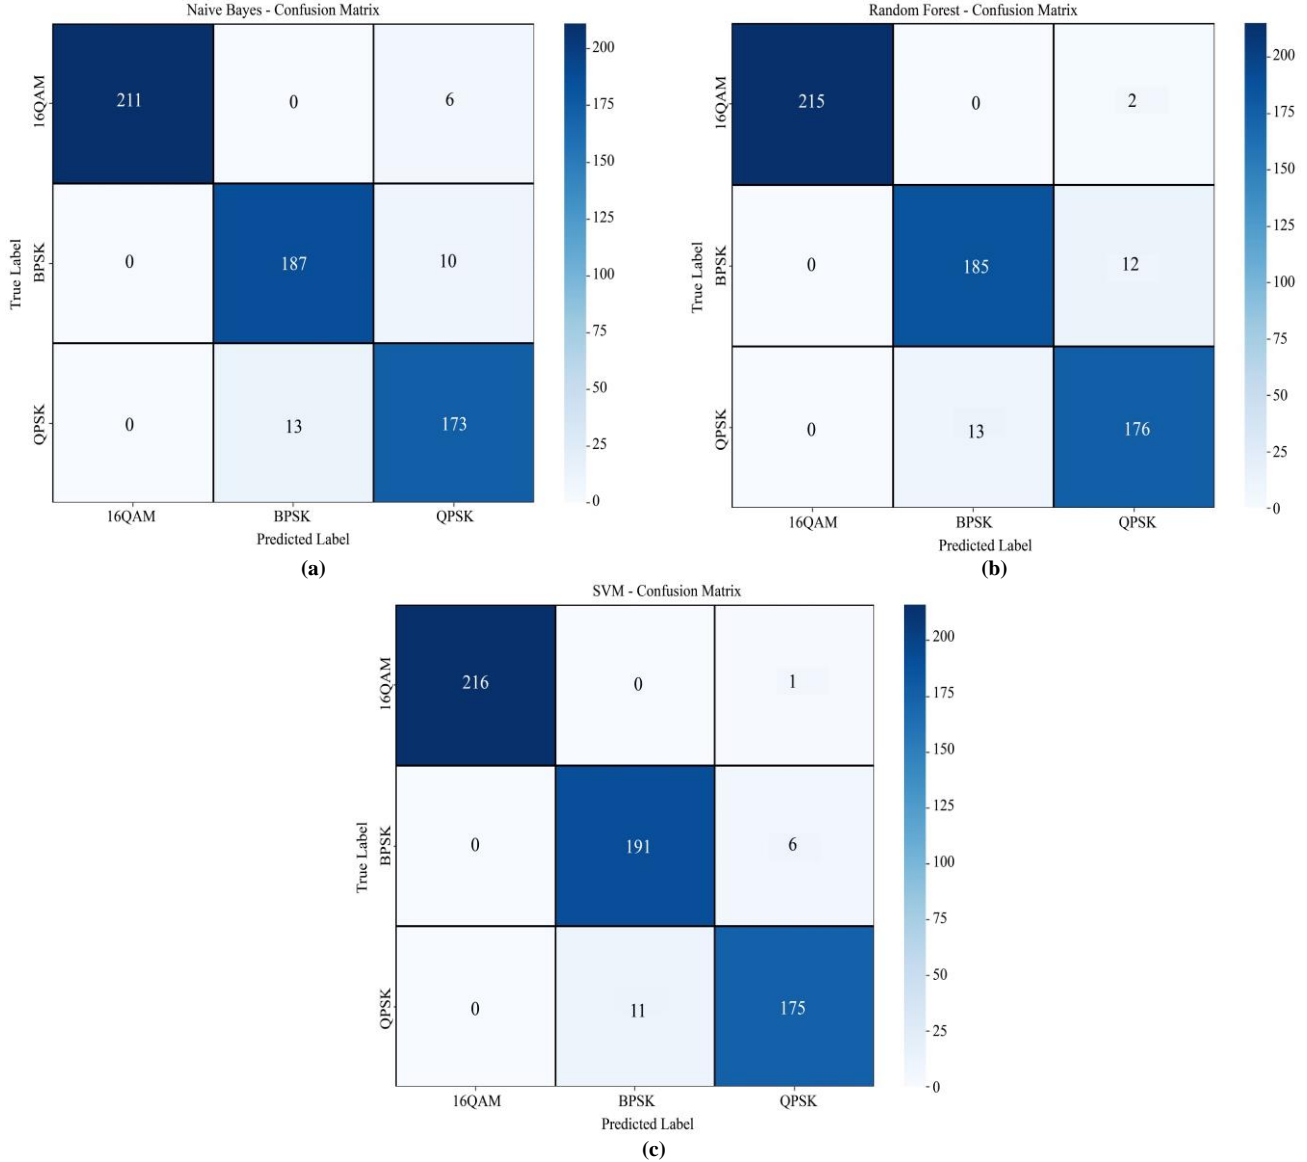 Naive Bayes - Confusion Matrix
16QAM 211 0 6
BPSK 0 187 10
QPSK 0 13 173
True Label
16QAM BPSK QPSK
Predicted Label
200
175
150
125
100
75
50
25
0
(a)
Random Forest - Confusion Matrix
16QAM 215 0 2
BPSK 0 185 12
QPSK 0 13 176
True Label
16QAM BPSK QPSK
Predicted Label
200
175
150
125
100
75
50
25
0
(b)
SVM - Confusion Matrix
16QAM 216 0 1
BPSK 0 191 6
QPSK 0 11 175
True Label
16QAM BPSK QPSK
Predicted Label
200
175
150
125
100
75
50
25
0
(c)